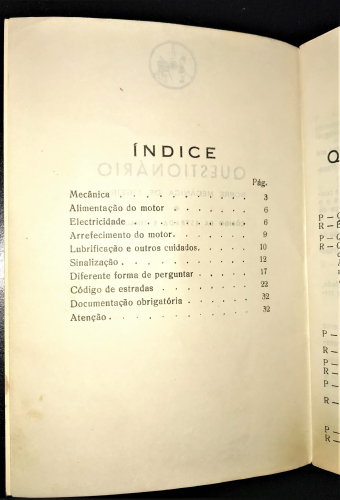 ÍNDICE
Pág.
Mecânica . . . . . . . . . . 3
Alimentação do motor . . . . . . 6
Electricidade . . . . . . . . . 6
Arrefecimento do motor. . . . . . 9
Lubrificação e outros cuidados. . . . 10
Sinalização . . . . . . . . . 12
Diferente forma de perguntar . . . . 17
Código de estradas . . . . . . . 22
Documentação obrigatória . . . . . 32
Atenção . . . . . . . . . . 32
Q
P —
R —
P —
R —
P —
R —
P —
R —
P —
R —